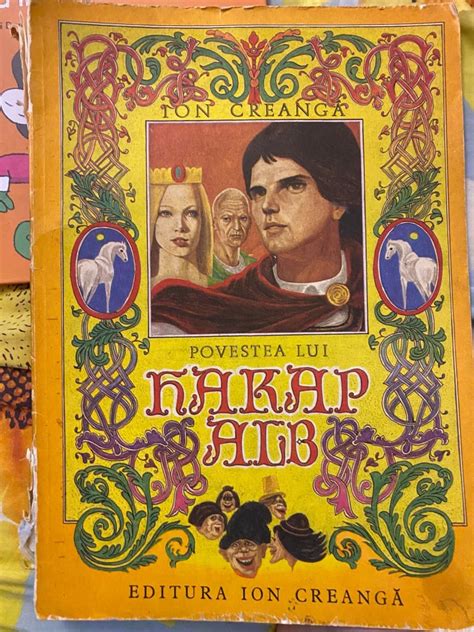 ION CREANGĂ
POVESTEA LUI
HARAP
ALB
EDITURA ION CREANGĂ